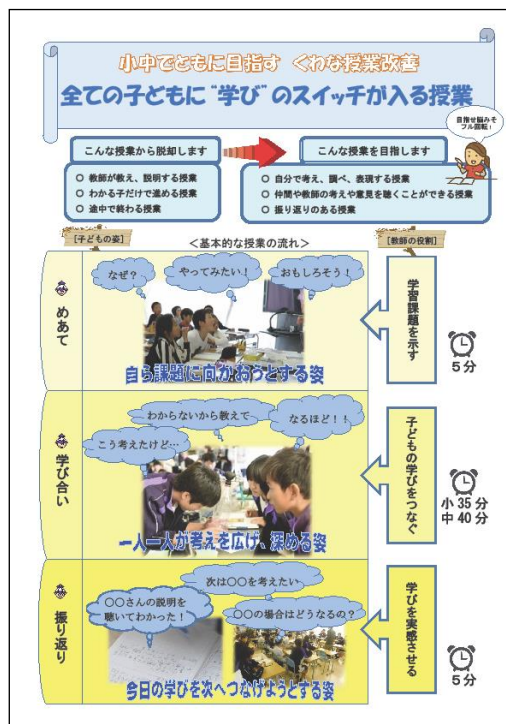 小中でともに目指す くわな授業改善
全ての子どもに“学び”のスイッチが入る授業
目指せ脳みそ
フル回転！
こんな授業から脱却します
こんな授業を目指します
○ 教師が教え、説明する授業
○ わかる子だけで進める授業
○ 途中で終わる授業
○ 自分で考え、調べ、表現する授業
○ 仲間や教師の考えや意見を聴くことができる授業
○ 振り返りのある授業
[子どもの姿]
＜基本的な授業の流れ＞
[教師の役割]
めあて
なぜ？
やってみたい！
おもしろそう！
自ら課題に向かおうとする姿
学習課題を示す
5分
学び合い
わからないから教えて
なるほど！！
こう考えたけど…
一人一人が考えを広げ、深める姿
子どもの学びをつなぐ
小35分
中40分
振り返り
次は○○を考えたい
○○さんの説明を
聴いてわかった！
○○の場合はどうなるの？
今日の学びを次へつなげようとする姿
学びを実感させる
5分